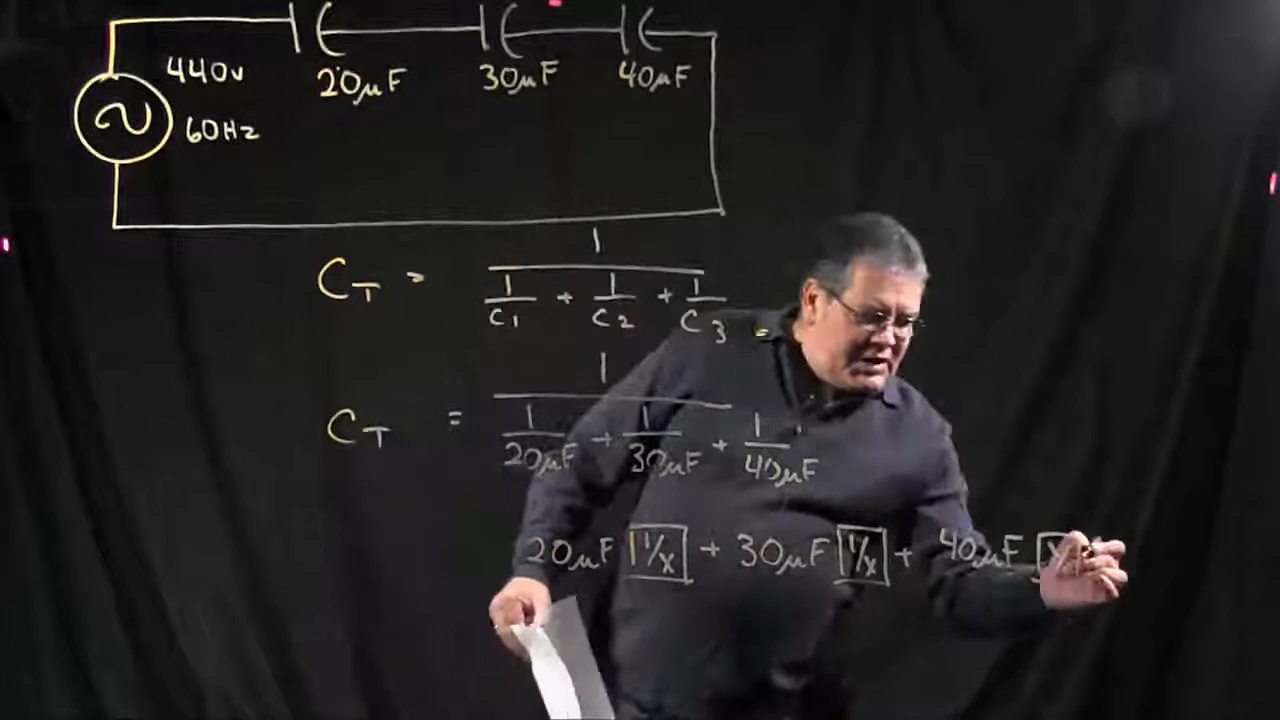 440v
20µF 30µF 40µF
60Hz
1
C_T = 1/C1 + 1/C2 + 1/C3 =
1
C_T = 1/20µF + 1/30µF + 1/40µF
20µF 1/x + 30µF 1/x + 40µF